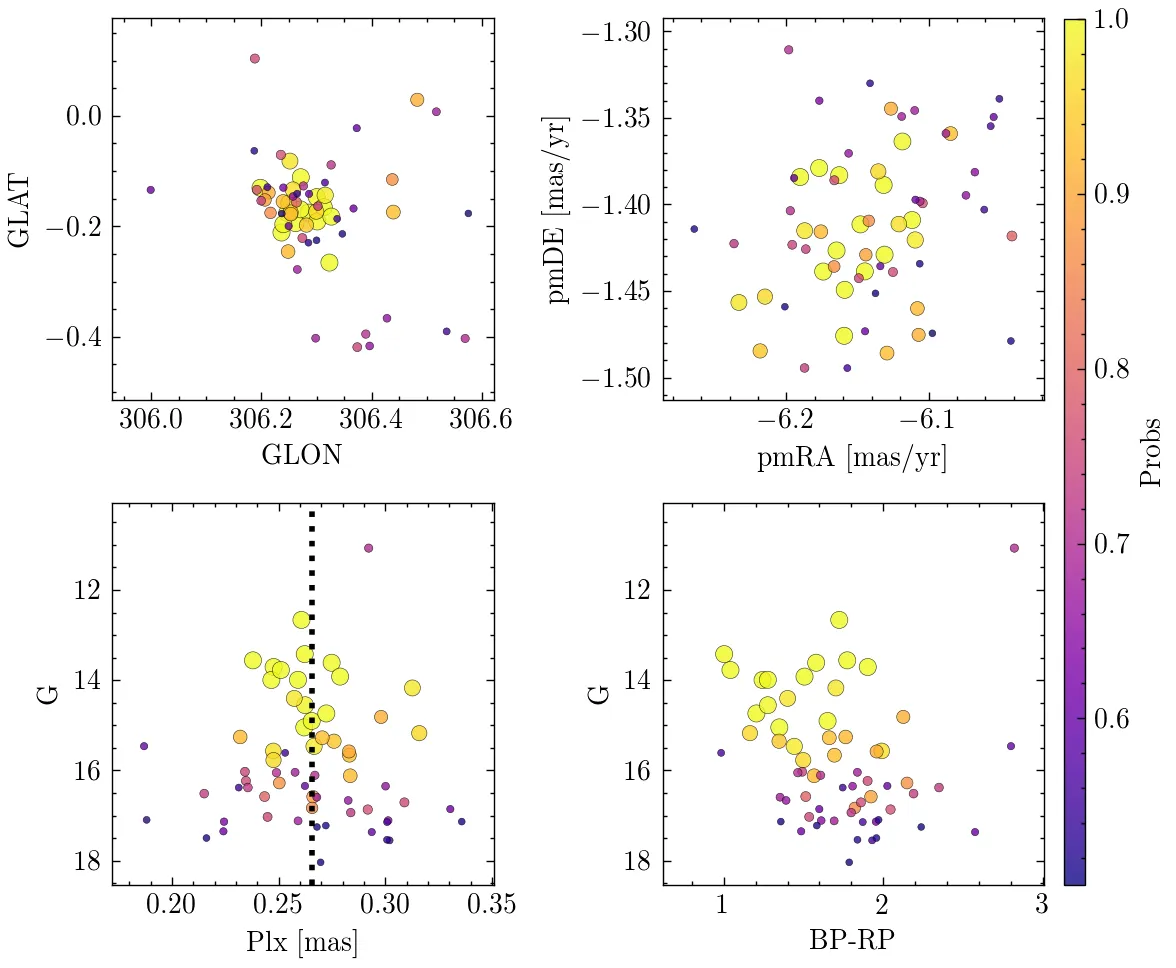 0.0
−0.2
−0.4
GLAT
306.0 306.2 306.4 306.6
GLON
−1.30
−1.35
−1.40
−1.45
−1.50
pmDE [mas/yr]
−6.2 −6.1
pmRA [mas/yr]
12
14
16
18
G
0.20 0.25 0.30 0.35
Plx [mas]
12
14
16
18
G
1 2 3
BP-RP
1.0
0.9
0.8
0.7
0.6
Probs